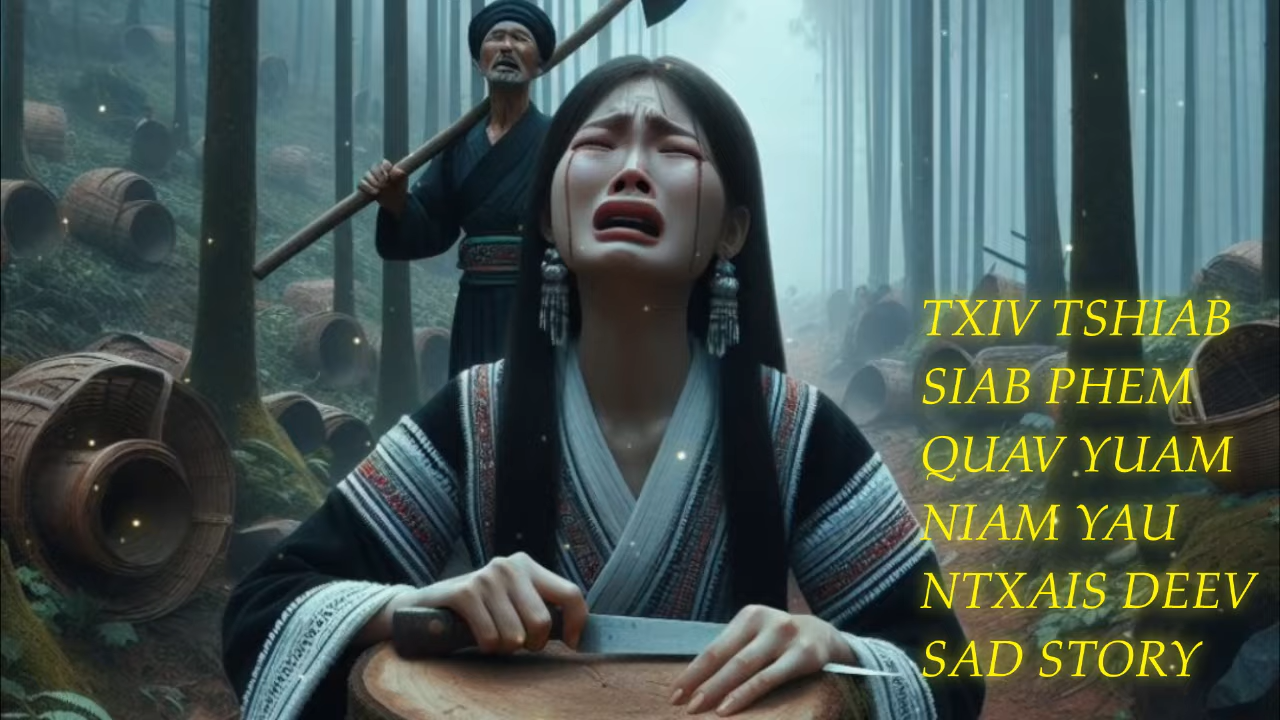 TXIV TSHIAB
SIAB PHEM
QUAV YUAM
NIAM YAU
NTXAIS DEEV
SAD STORY